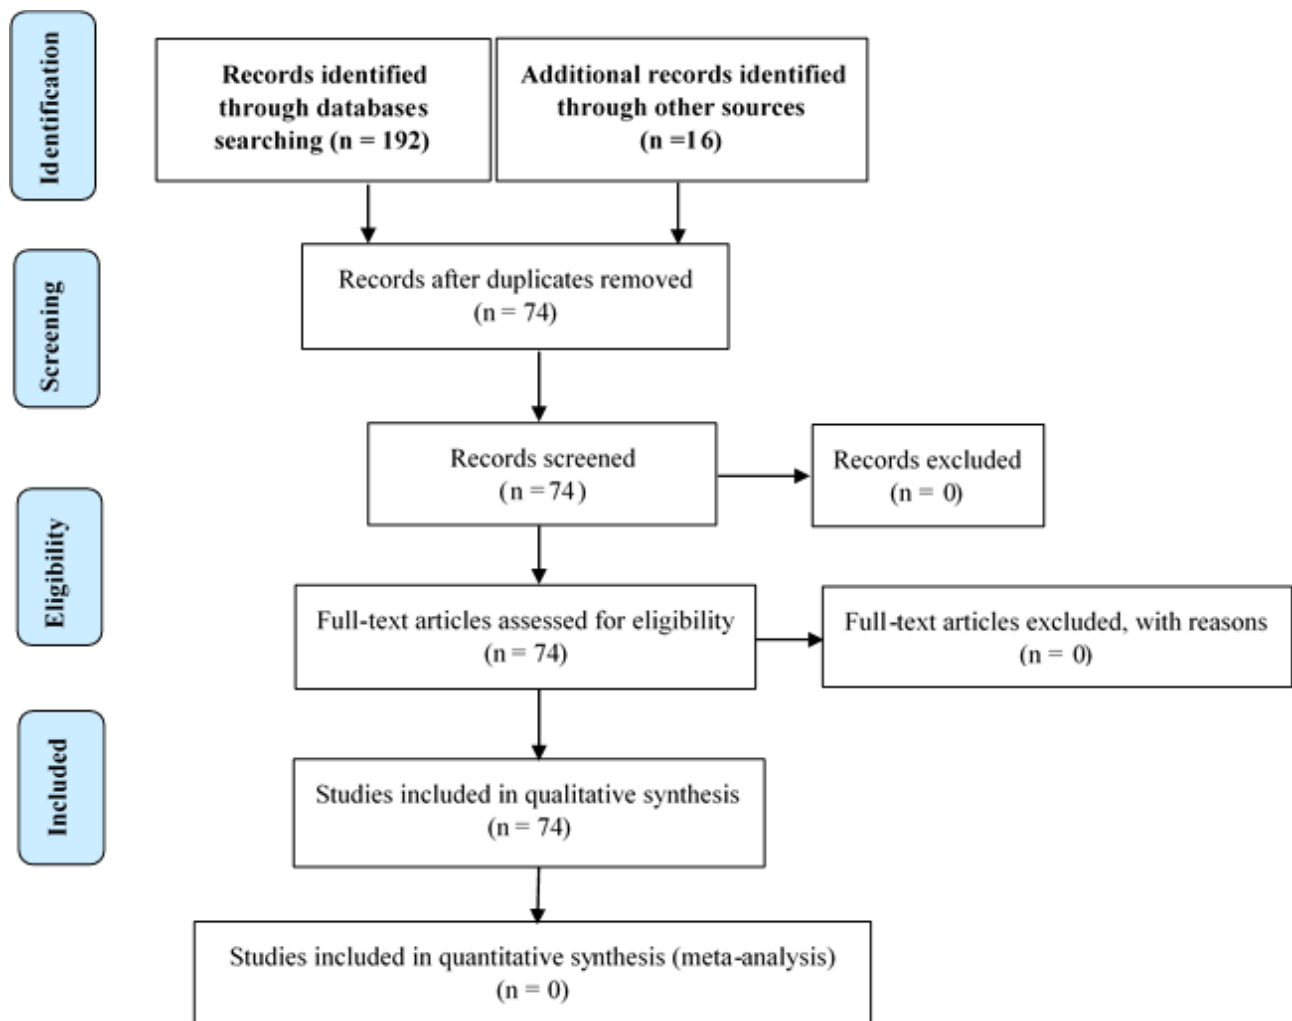 Identification
Records identified
through databases
searching (n = 192)
Additional records identified
through other sources
(n =16)
Screening
Records after duplicates removed
(n = 74)
Records screened
(n = 74)
Records excluded
(n = 0)
Eligibility
Full-text articles assessed for eligibility
(n = 74)
Full-text articles excluded, with reasons
(n = 0)
Included
Studies included in qualitative synthesis
(n = 74)
Studies included in quantitative synthesis (meta-analysis)
(n = 0)